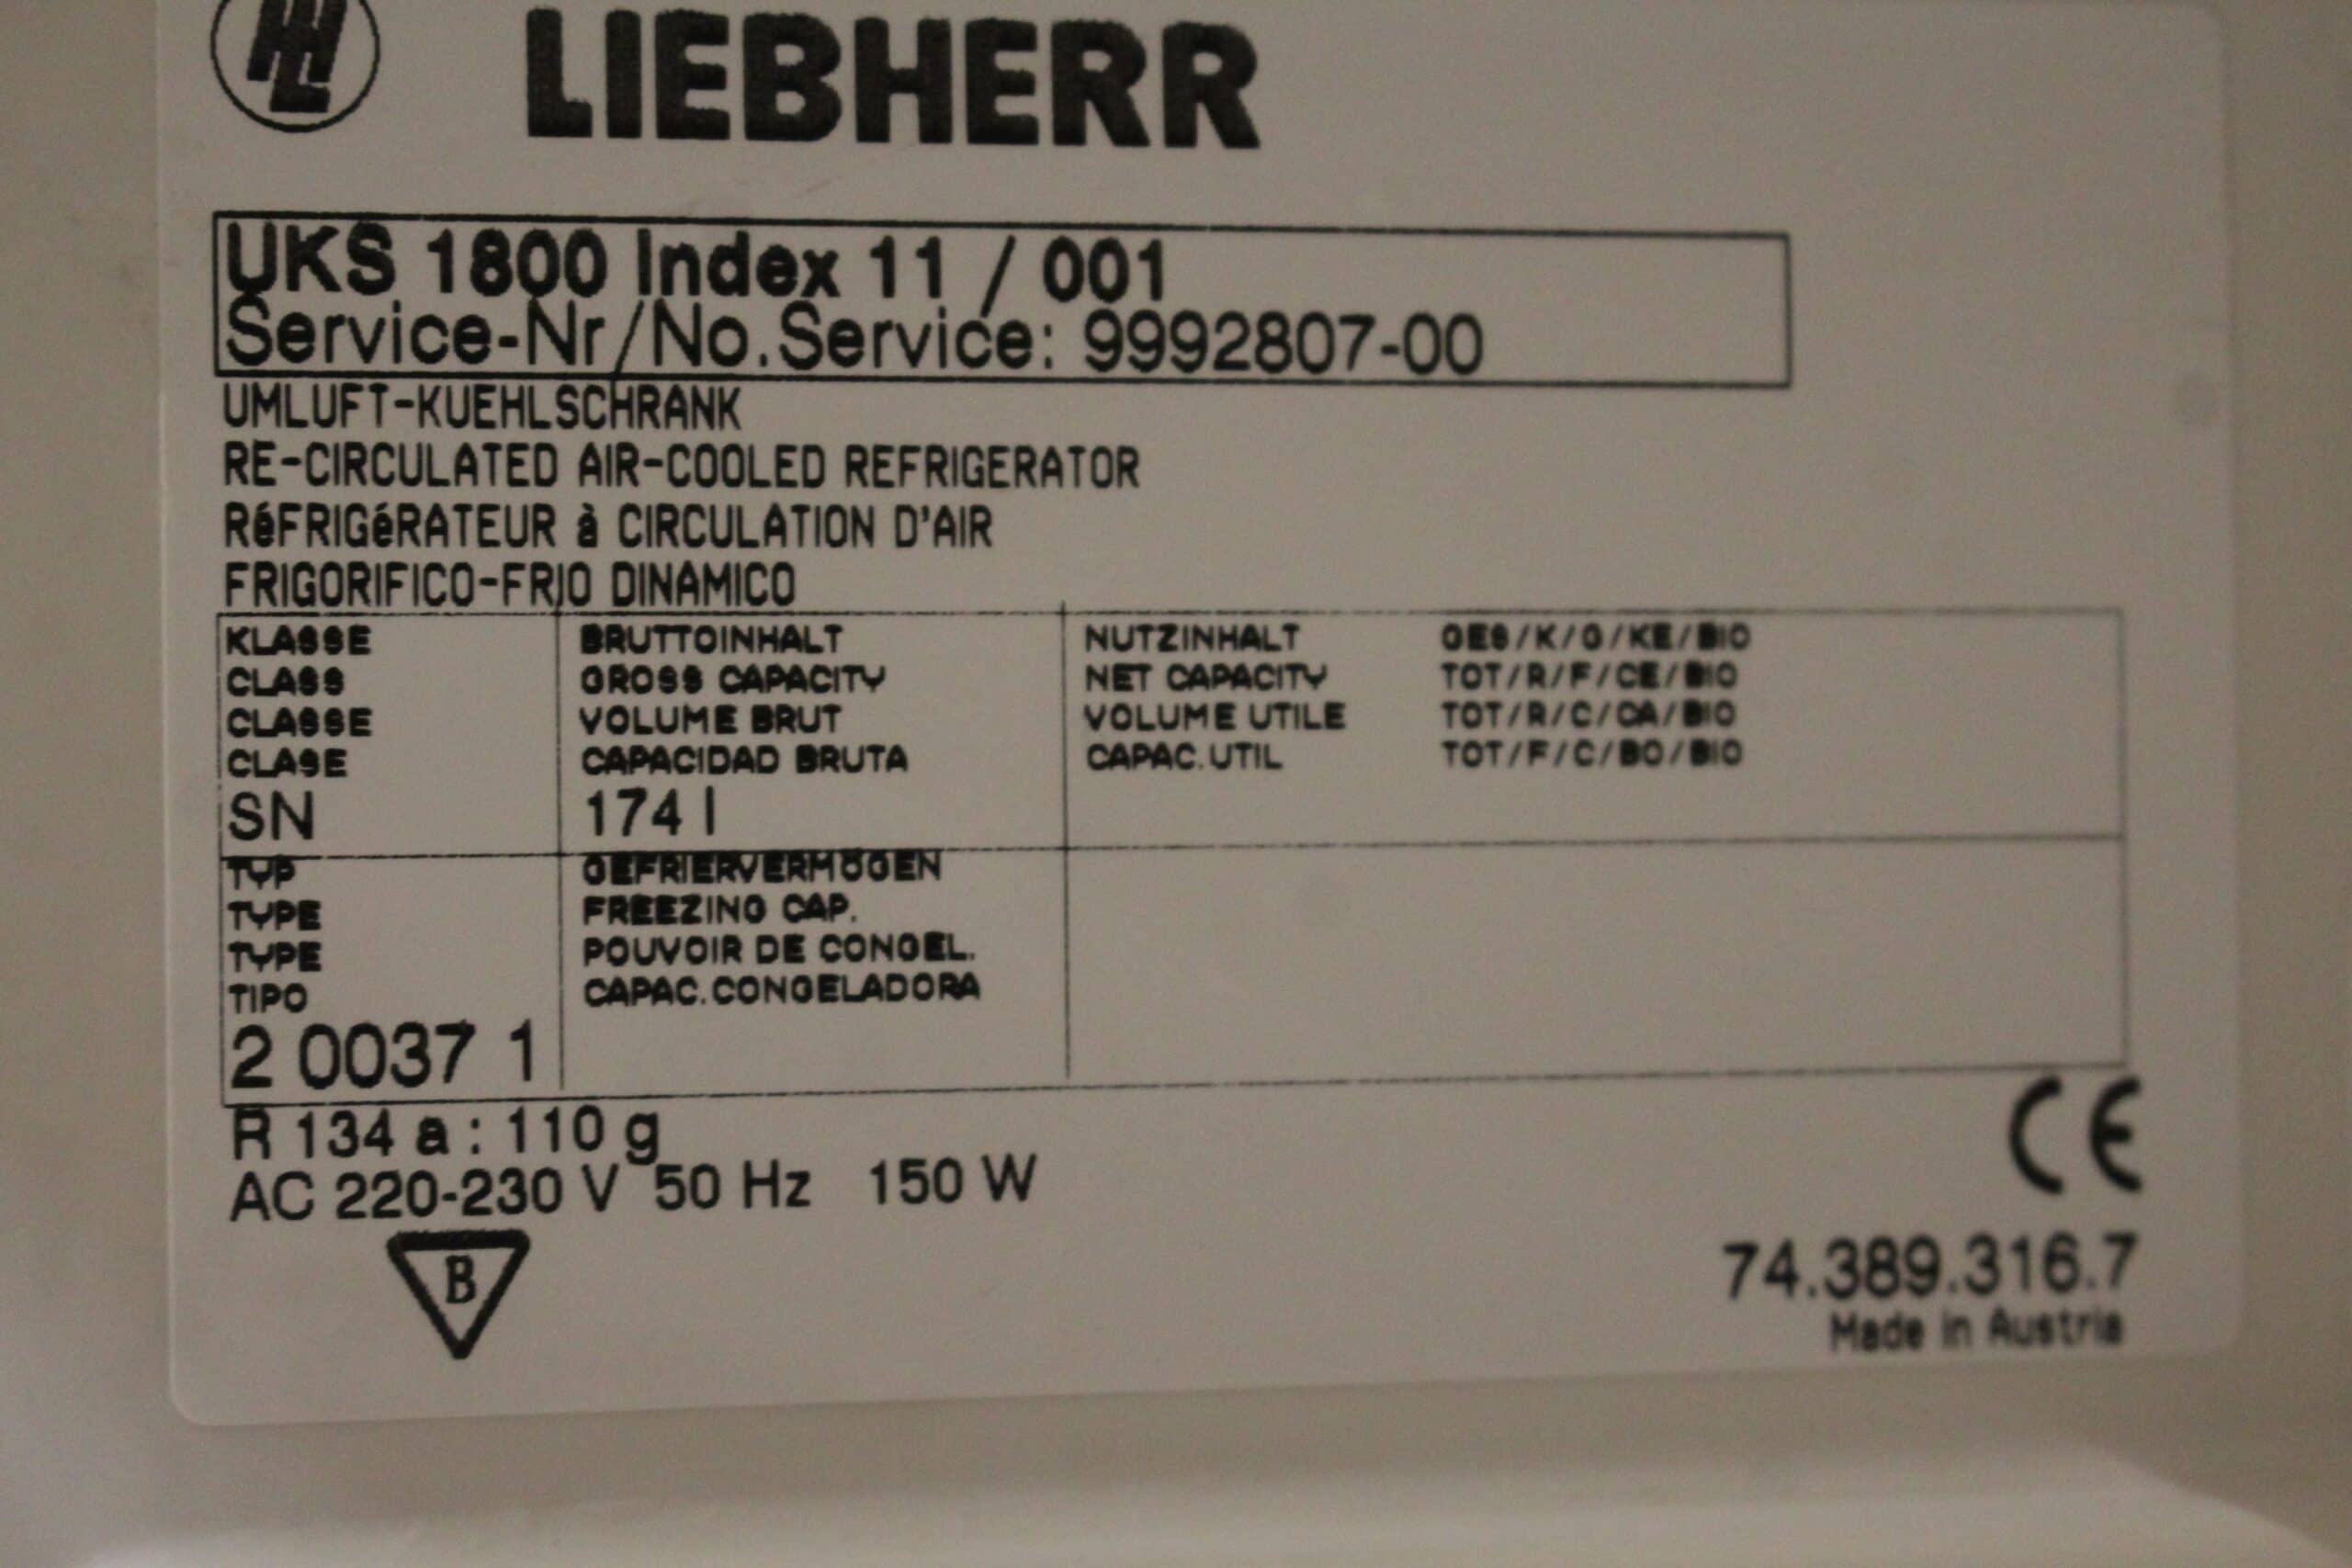 LIEBHERR
UKS 1800 Index 11 / 001
Service-Nr/No.Service: 9992807-00
UMLUFT-KUEHLSCHRANK
RE-CIRCULATED AIR-COOLED REFRIGERATOR
RéFRIGéRATEUR à CIRCULATION D'AIR
FRIGORIFICO-FRIO DINAMICO
KLASSE BRUTTOINHALT NUTZINHALT GES/K/G/KE/BIO
CLASS GROSS CAPACITY NET CAPACITY TOT/R/F/CE/BIO
CLASSE VOLUME BRUT VOLUME UTILE TOT/R/C/CA/BIO
CLASE CAPACIDAD BRUTA CAPAC.UTIL TOT/F/C/BO/BIO
SN 174 l
TYP GEFRIERVERMÖGEN
TYPE FREEZING CAP.
TYPE POUVOIR DE CONGEL.
TIPO CAPAC.CONGELADORA
2 0037 1
R 134 a : 110 g
AC 220-230 V 50 Hz 150 W
CE
B
74.389.316.7
Made in Austria